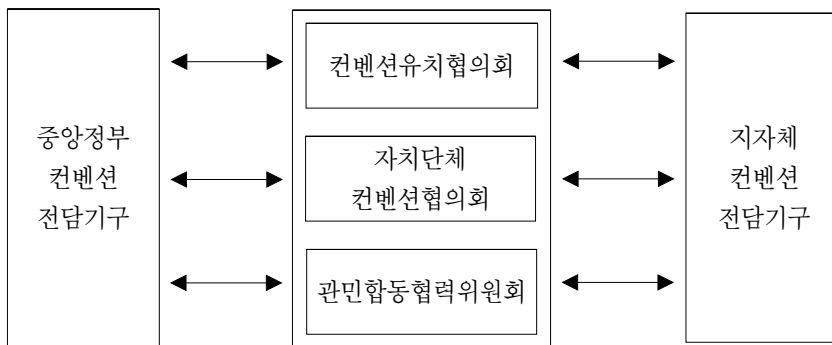 중앙정부
컨벤션
전담기구
컨벤션유치협의회
자치단체
컨벤션협의회
관민합동협력위원회
지자체
컨벤션
전담기구